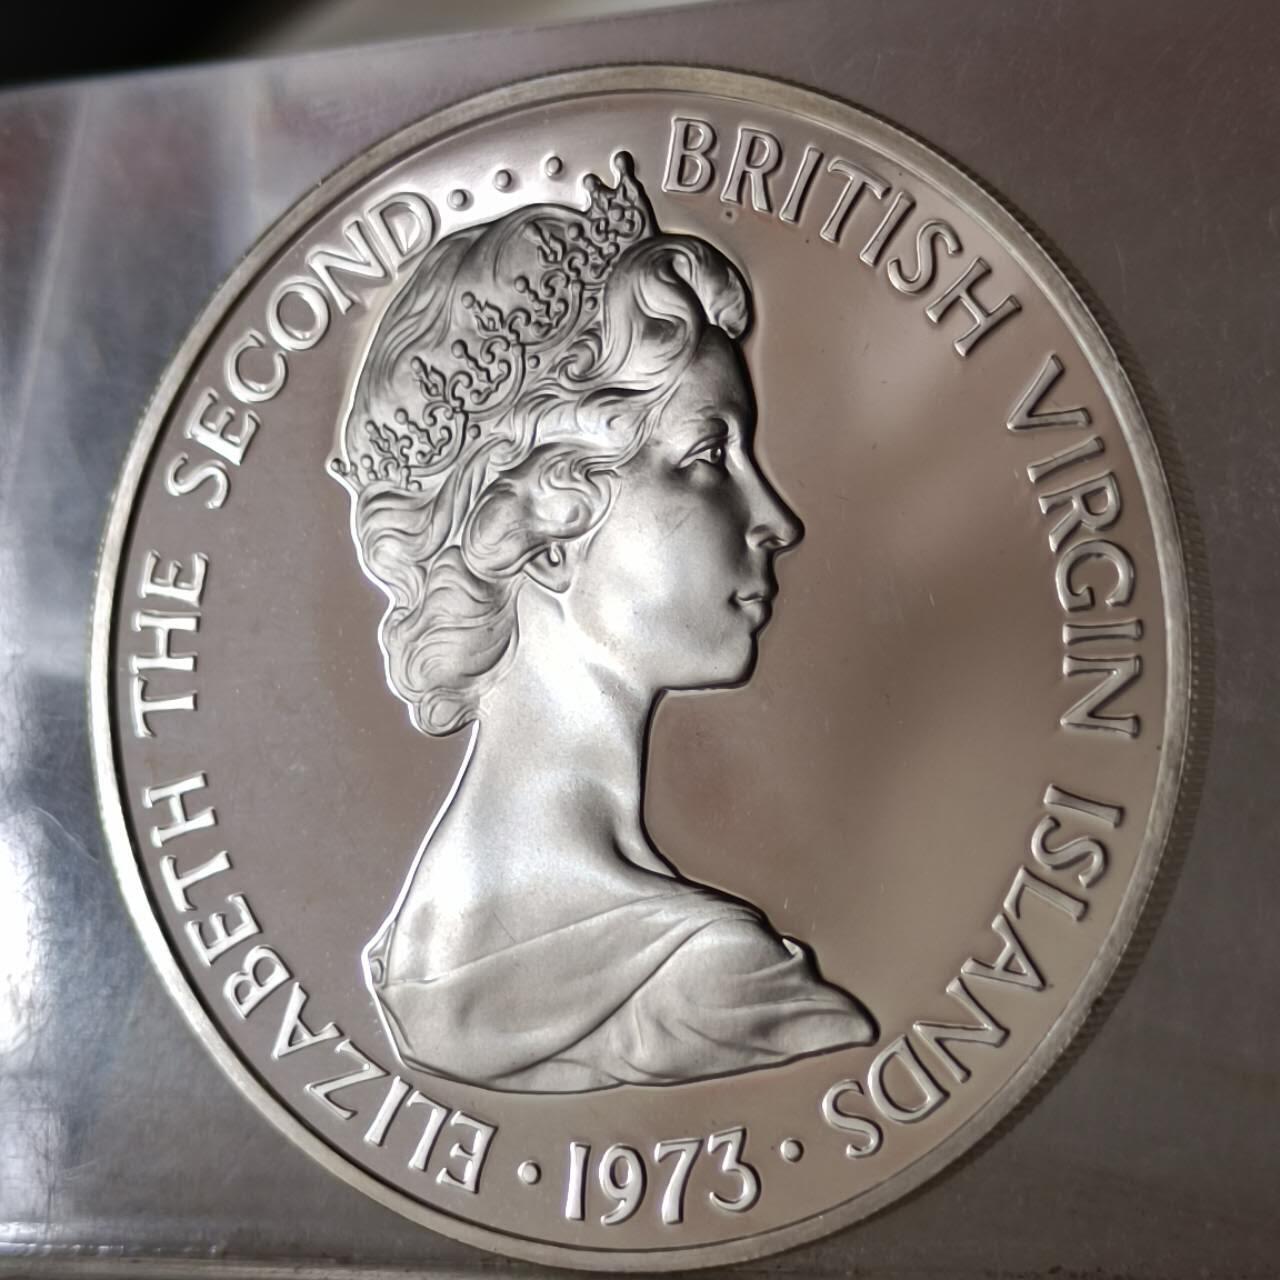 ELIZABETH THE SECOND.... BRITISH VIRGIN ISLANDS
· 1973 ·